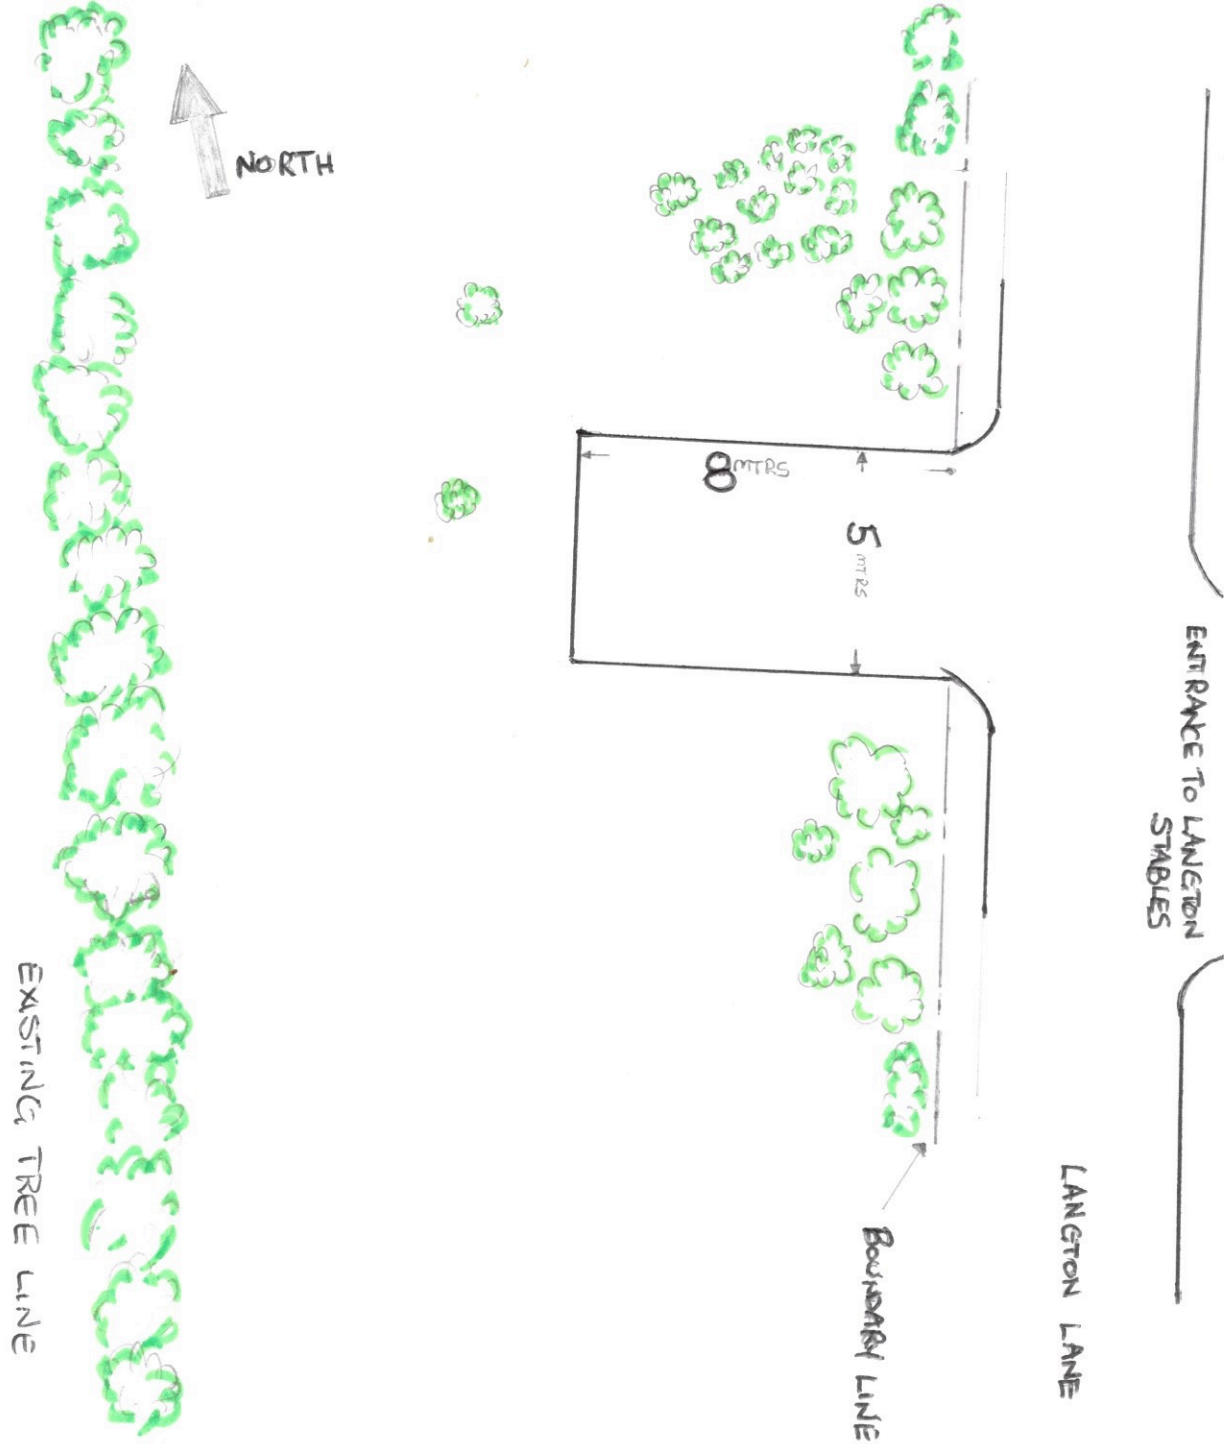 NORTH
8 MTRS
5 MTRS
ENTRANCE TO LANGTON
STABLES
LANGTON LANE
BOUNDARY LINE
EXISTING TREE LINE